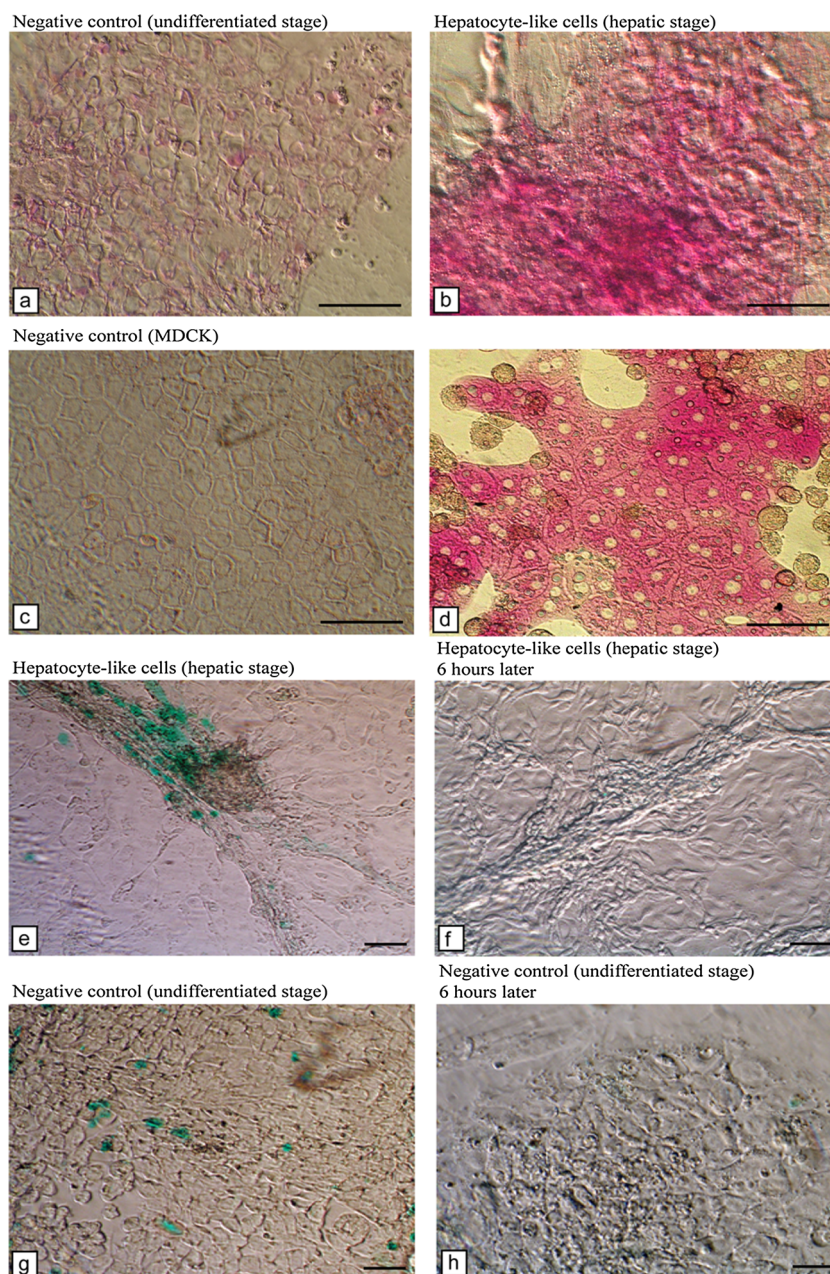 Negative control (undifferentiated stage)
Hepatocyte-like cells (hepatic stage)
a
b
Negative control (MDCK)
c
d
Hepatocyte-like cells (hepatic stage)
Hepatocyte-like cells (hepatic stage)
6 hours later
e
f
Negative control (undifferentiated stage)
Negative control (undifferentiated stage)
6 hours later
g
h